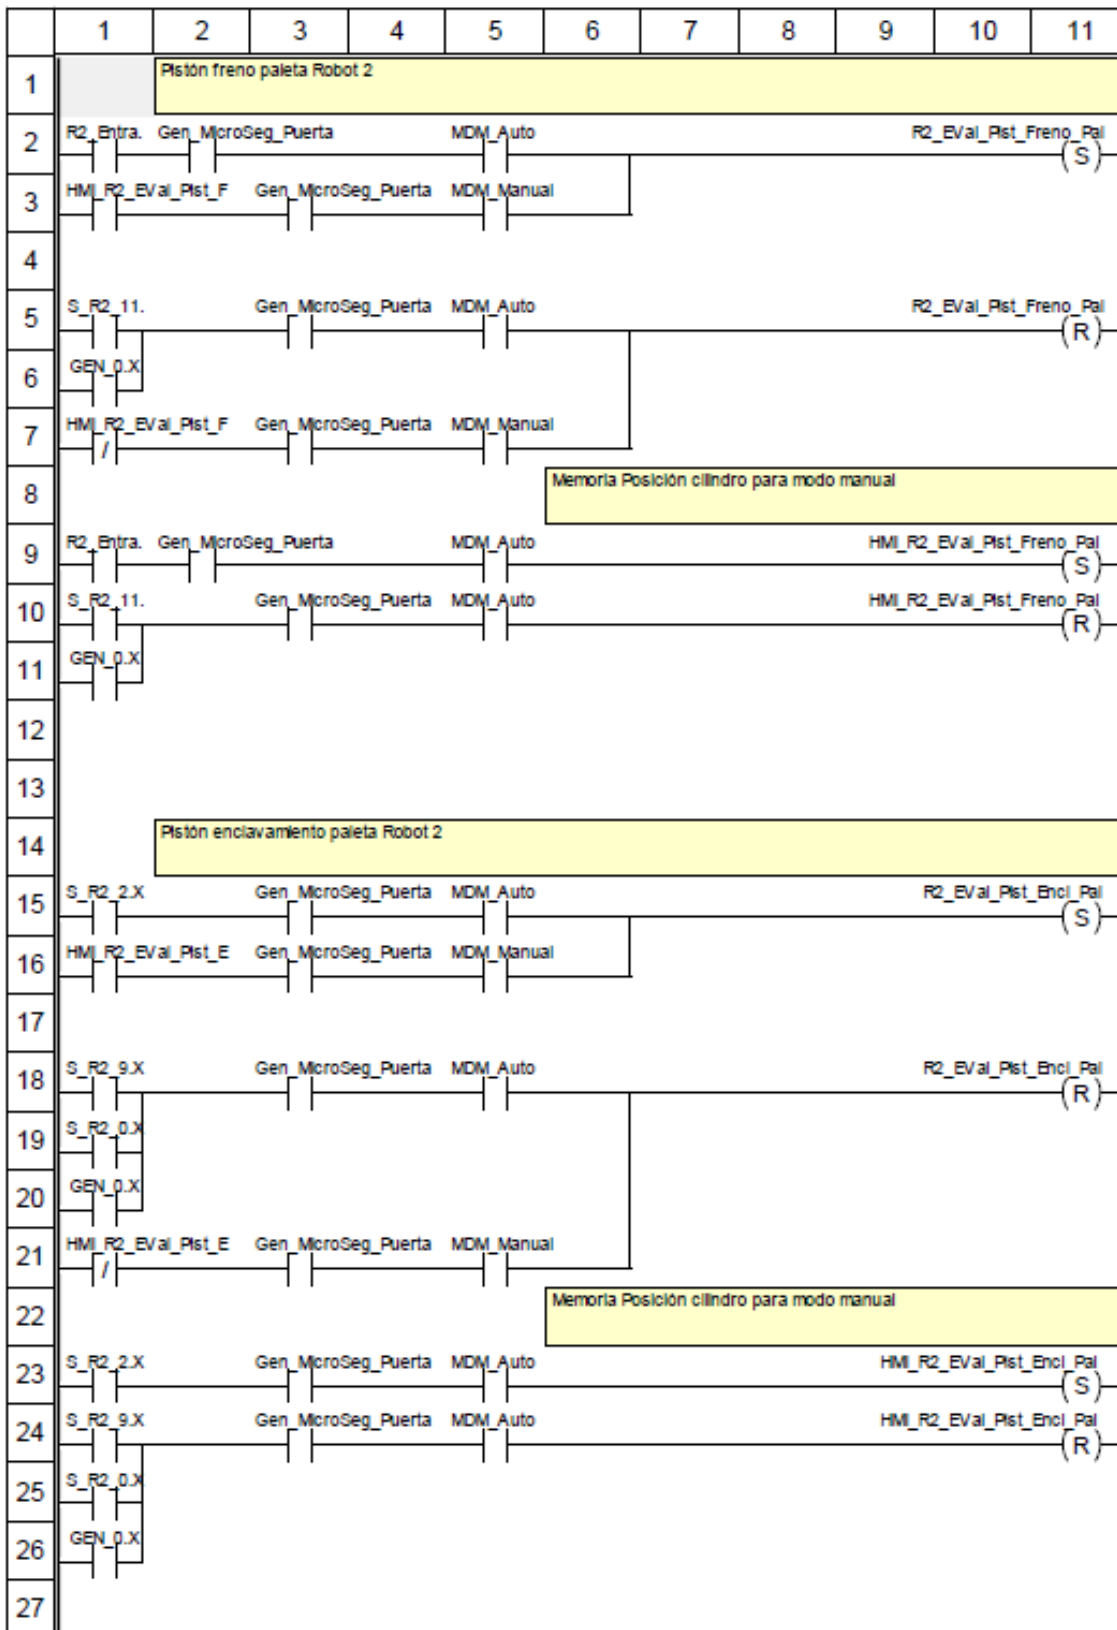 1 2 3 4 5 6 7 8 9 10 11
1 Pistón freno paleta Robot 2
R2_Entra. Gen_MicroSeg_Puerta MDM_Auto R2_EVal_Pist_Freno_Pal
2 S
HMI_R2_EVal_Pist_F Gen_MicroSeg_Puerta MDM_Manual
3
4
S_R2_11. Gen_MicroSeg_Puerta MDM_Auto R2_EVal_Pist_Freno_Pal
5 R
GEN_0.X
6
HMI_R2_EVal_Pist_F Gen_MicroSeg_Puerta MDM_Manual
7 /
8 Memoria Posición cilindro para modo manual
R2_Entra. Gen_MicroSeg_Puerta MDM_Auto HMI_R2_EVal_Pist_Freno_Pal
9 S
S_R2_11. Gen_MicroSeg_Puerta MDM_Auto HMI_R2_EVal_Pist_Freno_Pal
10 R
GEN_0.X
11
12
13
14 Pistón enclavamiento paleta Robot 2
S_R2_2.X Gen_MicroSeg_Puerta MDM_Auto R2_EVal_Pist_Encl_Pal
15 S
HMI_R2_EVal_Pist_E Gen_MicroSeg_Puerta MDM_Manual
16
17
S_R2_9.X Gen_MicroSeg_Puerta MDM_Auto R2_EVal_Pist_Encl_Pal
18 R
S_R2_0.X
19
GEN_0.X
20
HMI_R2_EVal_Pist_E Gen_MicroSeg_Puerta MDM_Manual
21 /
22 Memoria Posición cilindro para modo manual
S_R2_2.X Gen_MicroSeg_Puerta MDM_Auto HMI_R2_EVal_Pist_Encl_Pal
23 S
S_R2_9.X Gen_MicroSeg_Puerta MDM_Auto HMI_R2_EVal_Pist_Encl_Pal
24 R
S_R2_0.X
25
GEN_0.X
26
27